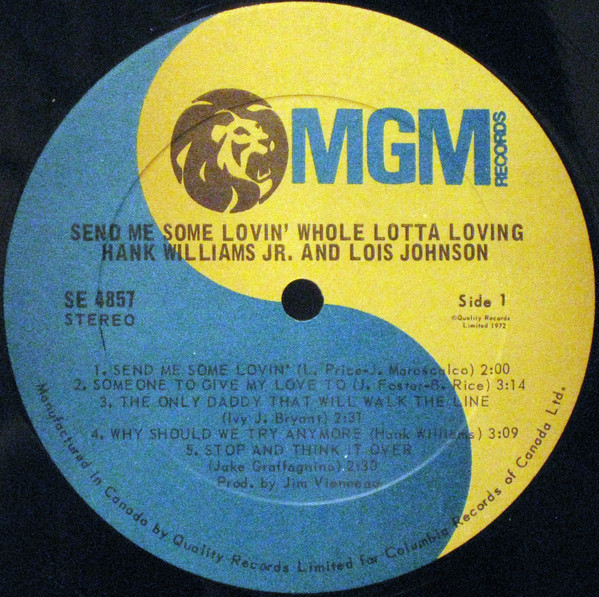 MGM
RECORDS
SEND ME SOME LOVIN' WHOLE LOTTA LOVING
HANK WILLIAMS JR. AND LOIS JOHNSON
SE 4857
STEREO
Side 1
©Quality Records
Limited 1972
1. SEND ME SOME LOVIN' (L. Price-J. Marascalco) 2:00
2. SOMEONE TO GIVE MY LOVE TO (J. Foster-B. Rice) 3:14
3. THE ONLY DADDY THAT WILL WALK THE LINE
(Ivy J. Bryant) 2:31
4. WHY SHOULD WE TRY ANYMORE (Hank Williams) 3:09
5. STOP AND THINK IT OVER
(Jake Graffagnino) 2:30
Prod. by Jim Vienneau
Manufactured in Canada by Quality Records Limited for Columbia Records of Canada Ltd.